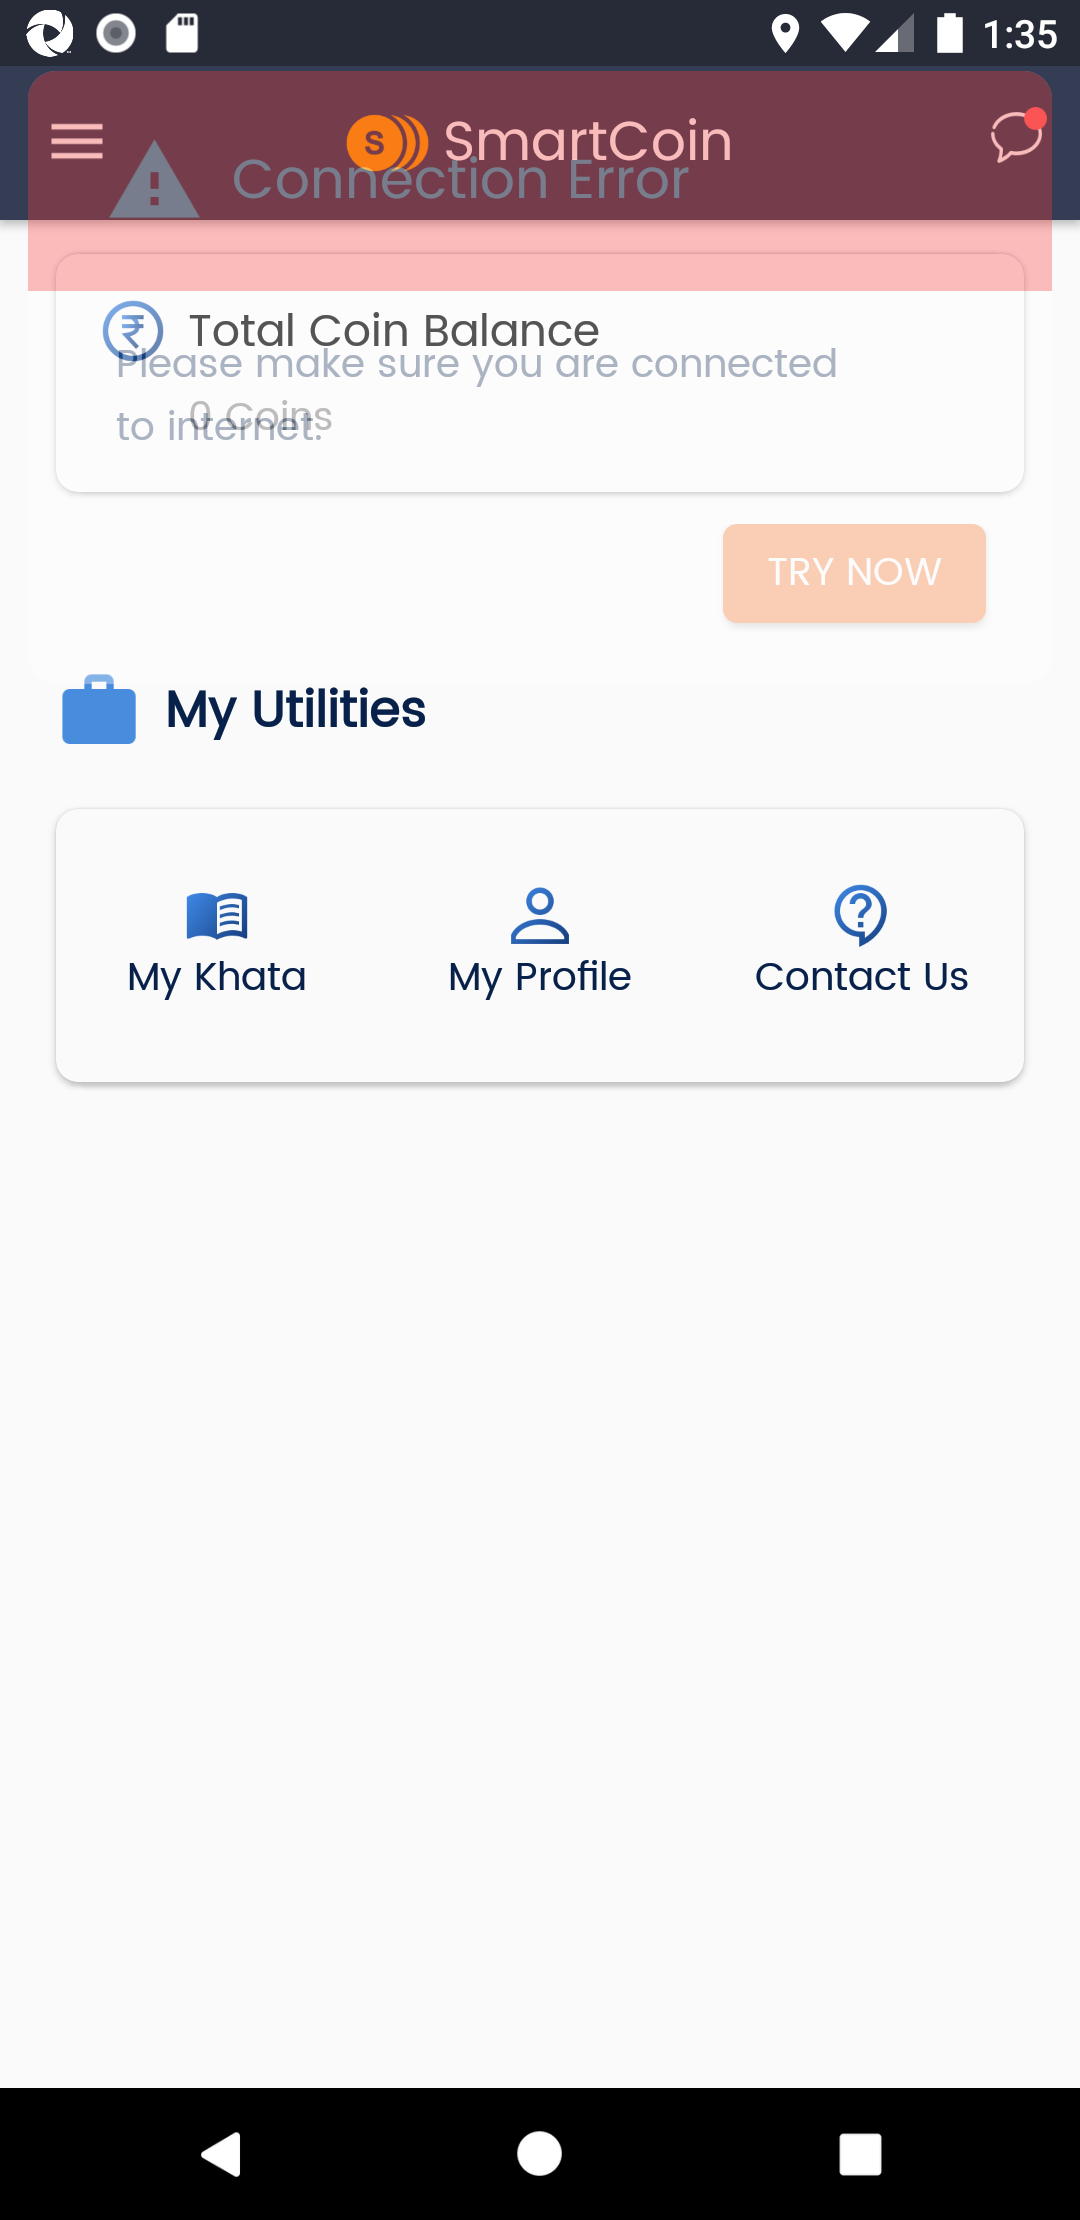 1:35
S SmartCoin
Connection Error
Total Coin Balance
Please make sure you are connected
0 Coins
to internet.
TRY NOW
My Utilities
My Khata My Profile Contact Us